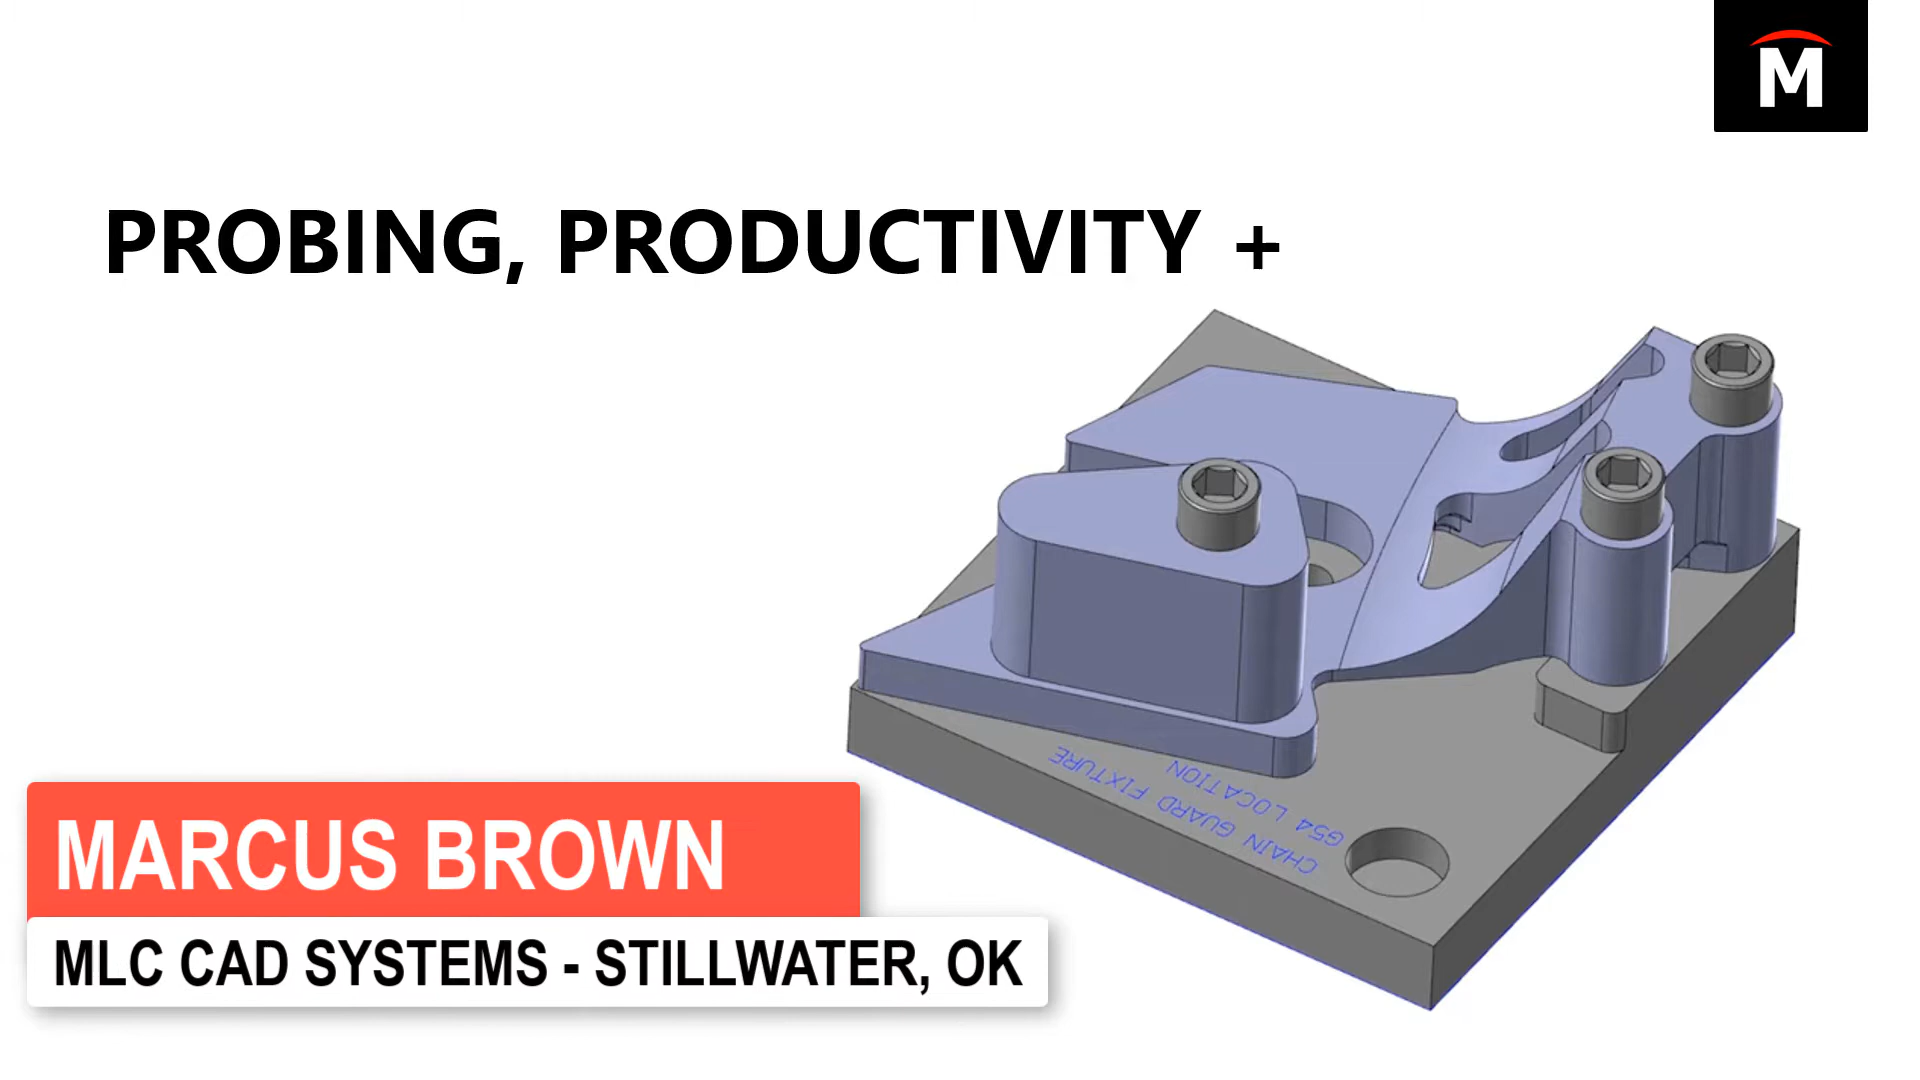 M
PROBING, PRODUCTIVITY +
CHAIN GUARD FIXTURE
G54 LOCATION
MARCUS BROWN
MLC CAD SYSTEMS - STILLWATER, OK